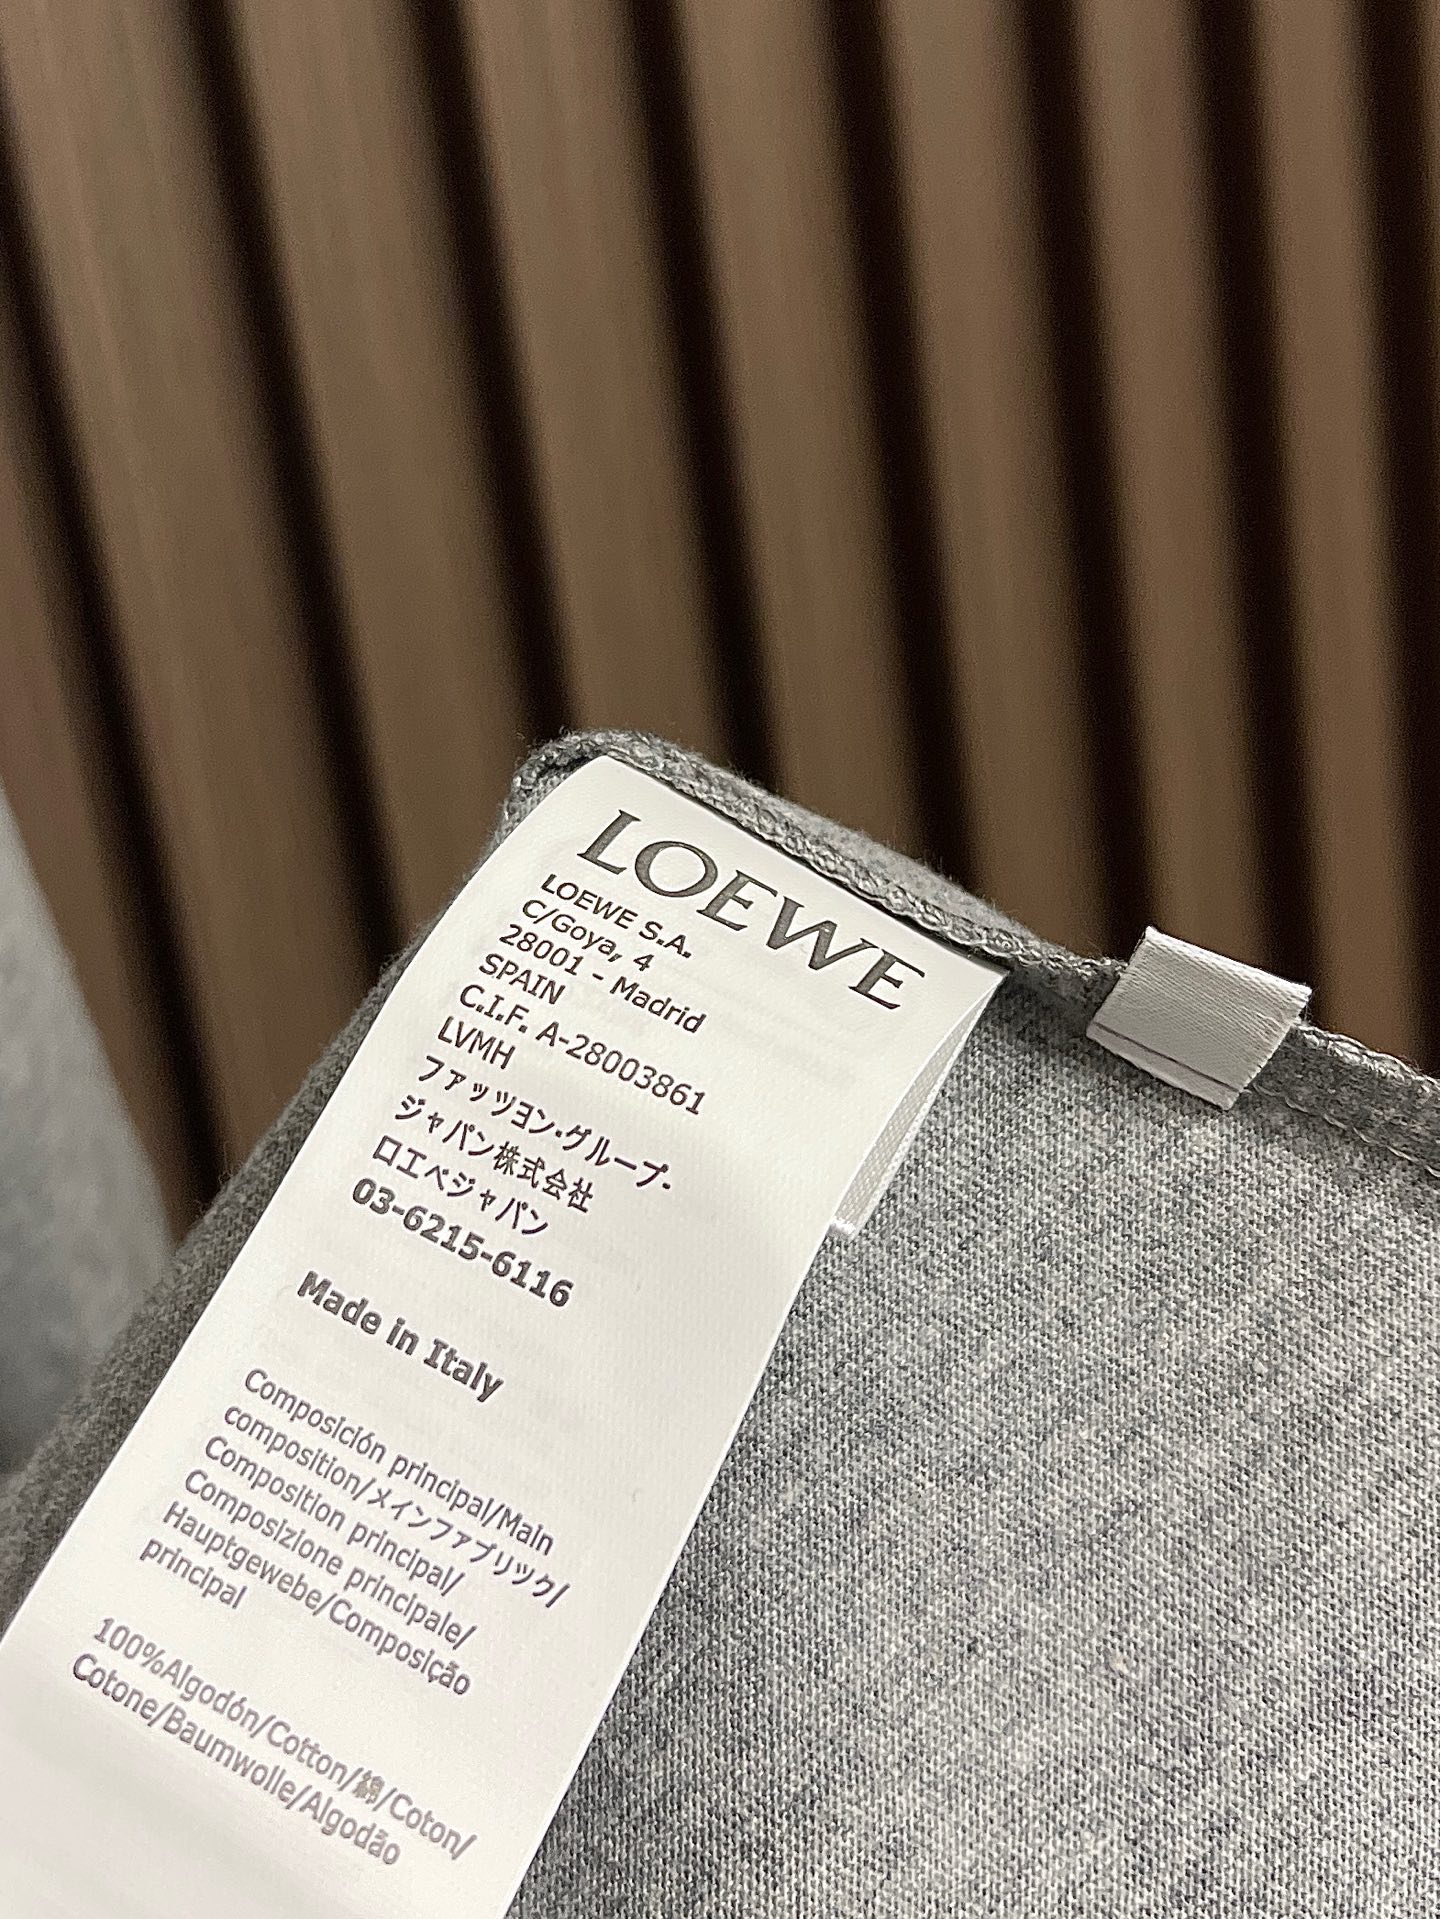 LOEWE
LOEWE S.A.
C/Goya, 4
28001 - Madrid
SPAIN
C.I.F. A-28003861
LVMH
ファッツヨン・グループ-
ジャパン株式会社
ロエベジャパン
03-6215-6116
Made in Italy
Composición principal/Main
composition/メインファブリック/
Composition principal/
Composizione principale/
Hauptgewebe/Composição
principal
100%Algodón/Cotton/綿/Coton/
Cotone/Baumwolle/Algodão